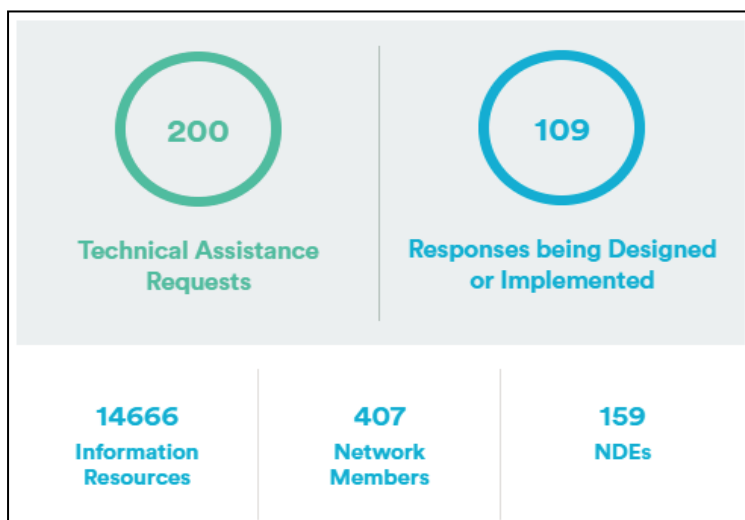 200
Technical Assistance
Requests
109
Responses being Designed
or Implemented
14666
Information
Resources
407
Network
Members
159
NDEs